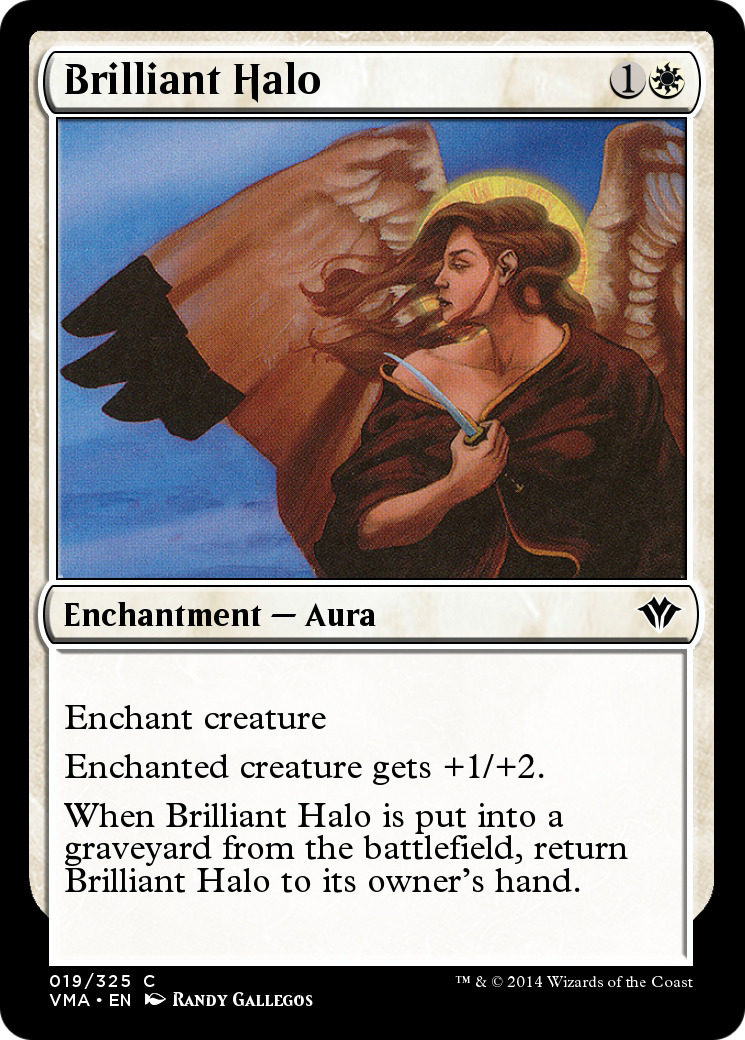 Brilliant Halo 1
Enchantment — Aura
Enchant creature
Enchanted creature gets +1/+2.
When Brilliant Halo is put into a
graveyard from the battlefield, return
Brilliant Halo to its owner's hand.
019/325 C
VMA • EN Randy Gallegos
™ & © 2014 Wizards of the Coast